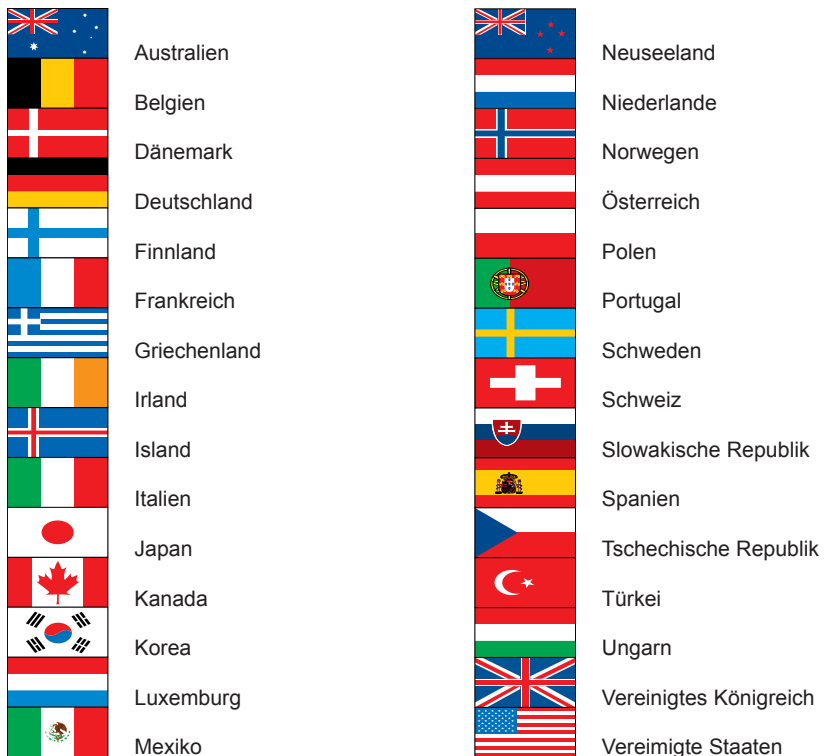 Australien
Belgien
Dänemark
Deutschland
Finnland
Frankreich
Griechenland
Irland
Island
Italien
Japan
Kanada
Korea
Luxemburg
Mexiko
Neuseeland
Niederlande
Norwegen
Österreich
Polen
Portugal
Schweden
Schweiz
Slowakische Republik
Spanien
Tschechische Republik
Türkei
Ungarn
Vereinigtes Königreich
Vereimigte Staaten